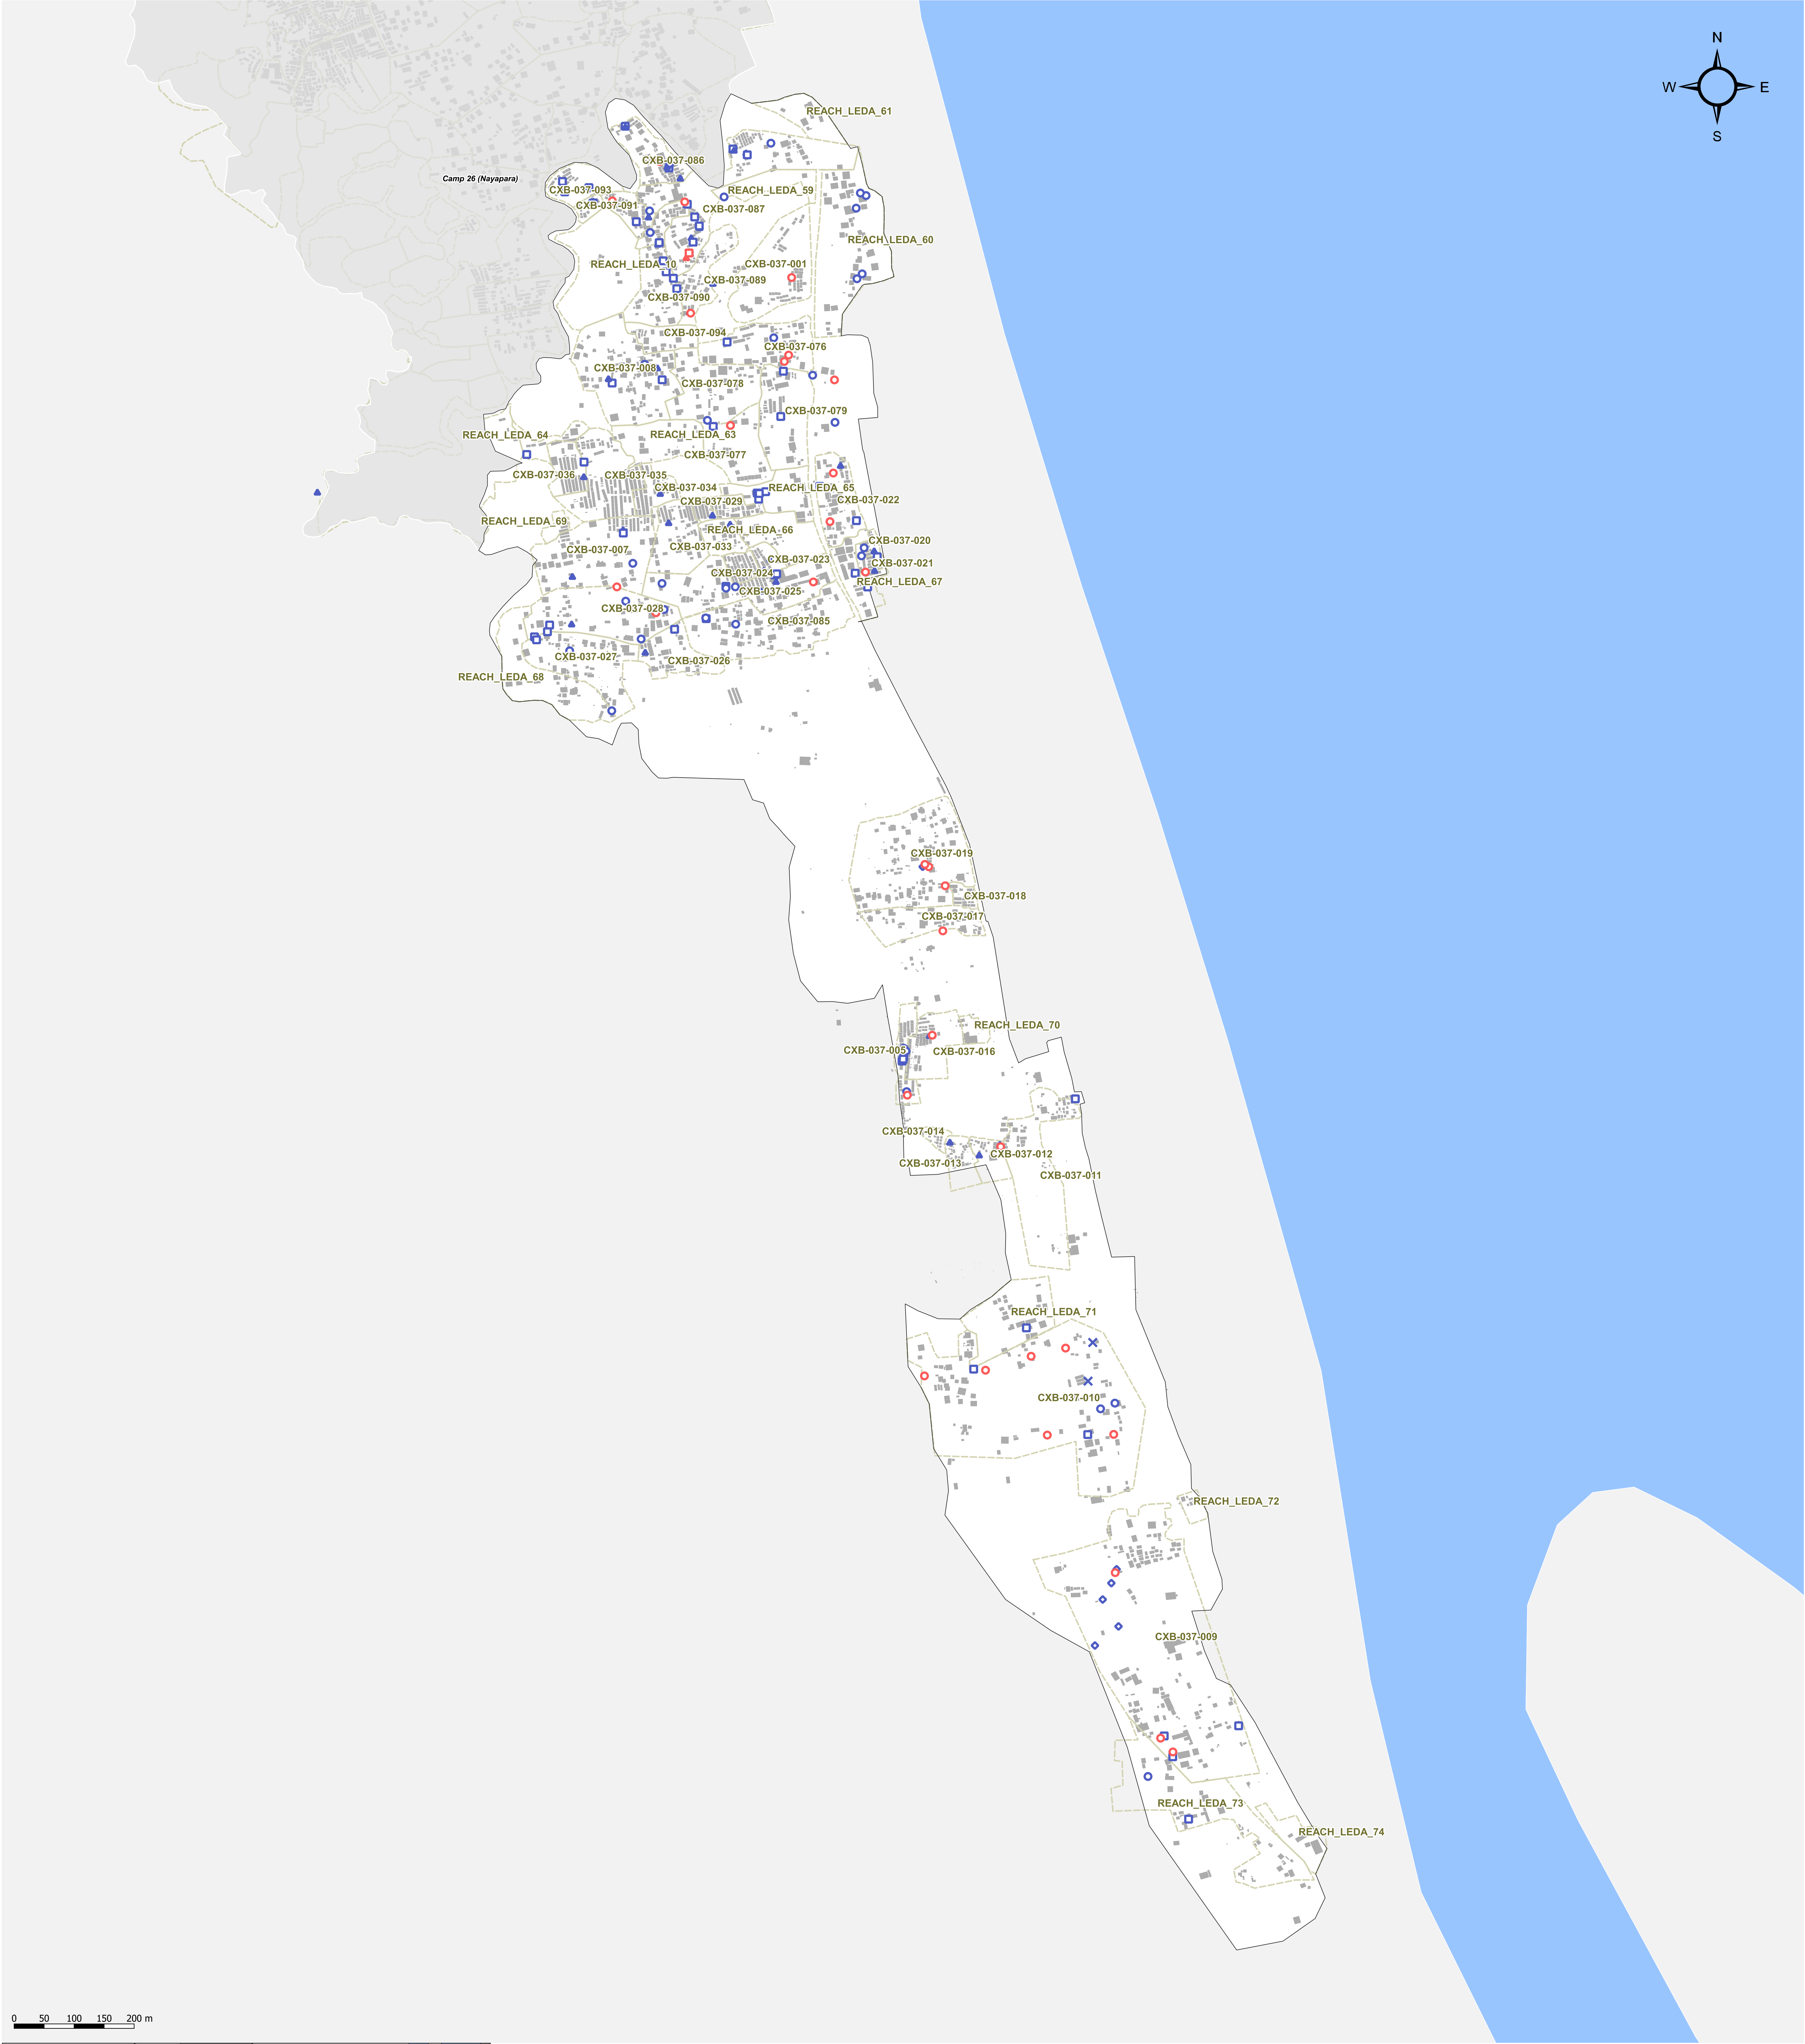 N
W E
S
REACH_LEDA_61
CXB-037-086
Camp 26 (Nayapara)
CXB-037-093
REACH_LEDA_59
CXB-037-091
CXB-037-087
REACH_LEDA_60
REACH_LEDA_10
CXB-037-001
CXB-037-089
CXB-037-090
CXB-037-094
CXB-037-076
CXB-037-008
CXB-037-078
CXB-037-079
REACH_LEDA_64
REACH_LEDA_63
CXB-037-077
CXB-037-036
CXB-037-035
CXB-037-034
REACH_LEDA_65
CXB-037-029
CXB-037-022
REACH_LEDA_69
REACH_LEDA_66
CXB-037-020
CXB-037-007
CXB-037-033
CXB-037-023
CXB-037-021
CXB-037-024
REACH_LEDA_67
CXB-037-025
CXB-037-028
CXB-037-085
CXB-037-027
CXB-037-026
REACH_LEDA_68
CXB-037-019
CXB-037-018
CXB-037-017
REACH_LEDA_70
CXB-037-005
CXB-037-016
CXB-037-014
CXB-037-012
CXB-037-013
CXB-037-011
REACH_LEDA_71
CXB-037-010
REACH_LEDA_72
CXB-037-009
REACH_LEDA_73
REACH_LEDA_74
0 50 100 150 200 m